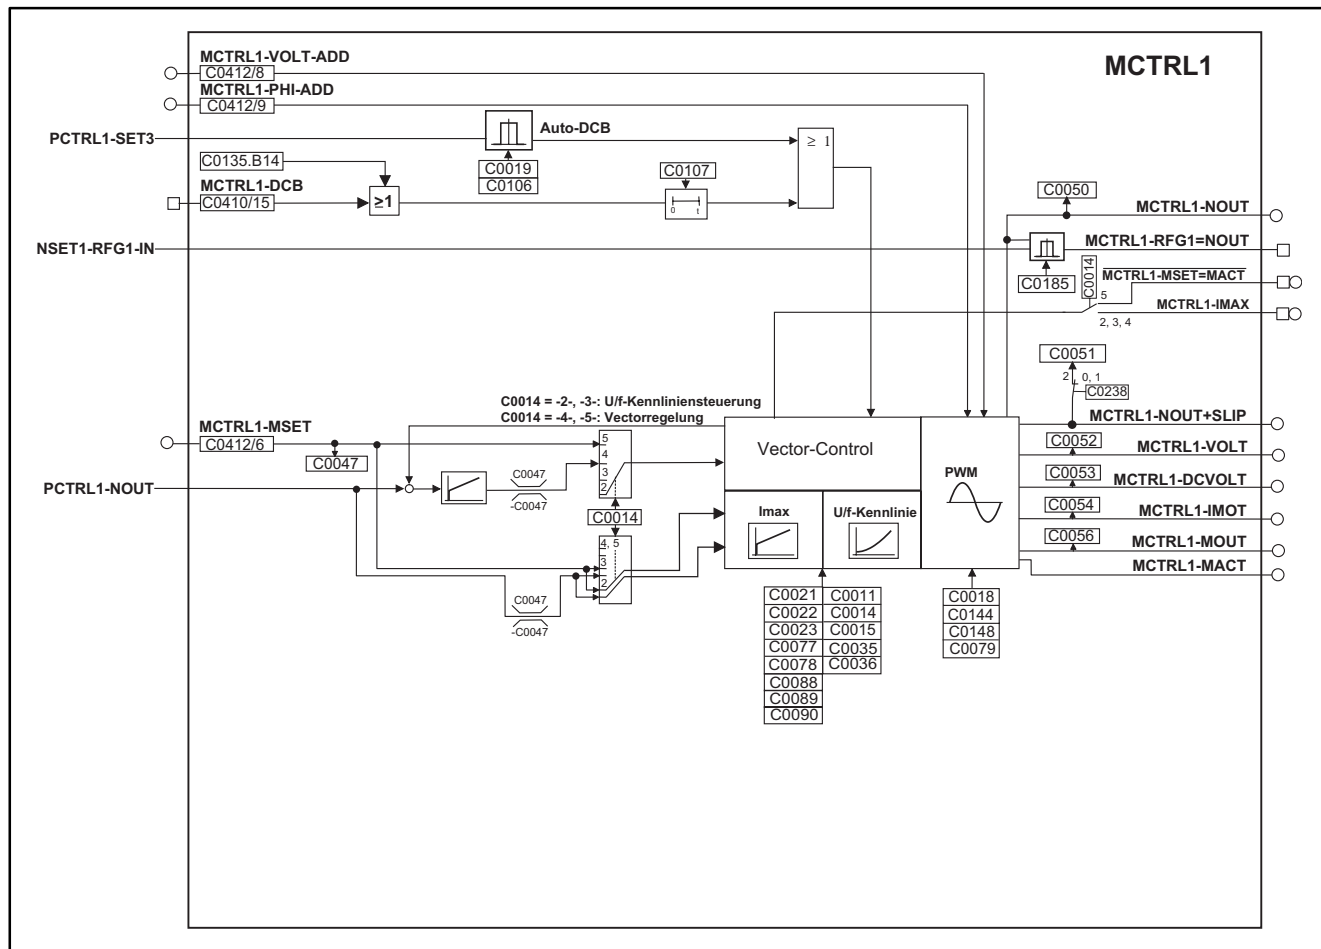 MCTRL1
MCTRL1-VOLT-ADD
C0412/8
MCTRL1-PHI-ADD
C0412/9
PCTRL1-SET3
Auto-DCB
≥ 1
C0019
C0106
C0135.B14
MCTRL1-DCB
C0410/15
≥1
C0107
0 t
NSET1-RFG1-IN
C0050
MCTRL1-NOUT
MCTRL1-RFG1=NOUT
C0185
C0014
MCTRL1-MSET=MACT
5
2, 3, 4
MCTRL1-IMAX
C0051
2 0, 1
C0238
C0014 = -2-, -3-: U/f-Kennliniensteuerung
C0014 = -4-, -5-: Vectorregelung
MCTRL1-MSET
C0412/6
C0047
PCTRL1-NOUT
C0047
-C0047
5
4
3
2
C0014
4, 5
3
2
C0047
-C0047
Vector-Control
Imax
U/f-Kennlinie
PWM
MCTRL1-NOUT+SLIP
C0052
MCTRL1-VOLT
C0053
MCTRL1-DCVOLT
C0054
MCTRL1-IMOT
C0056
MCTRL1-MOUT
MCTRL1-MACT
C0021 C0011
C0022 C0014
C0023 C0015
C0077 C0035
C0078 C0036
C0088
C0089
C0090
C0018
C0144
C0148
C0079